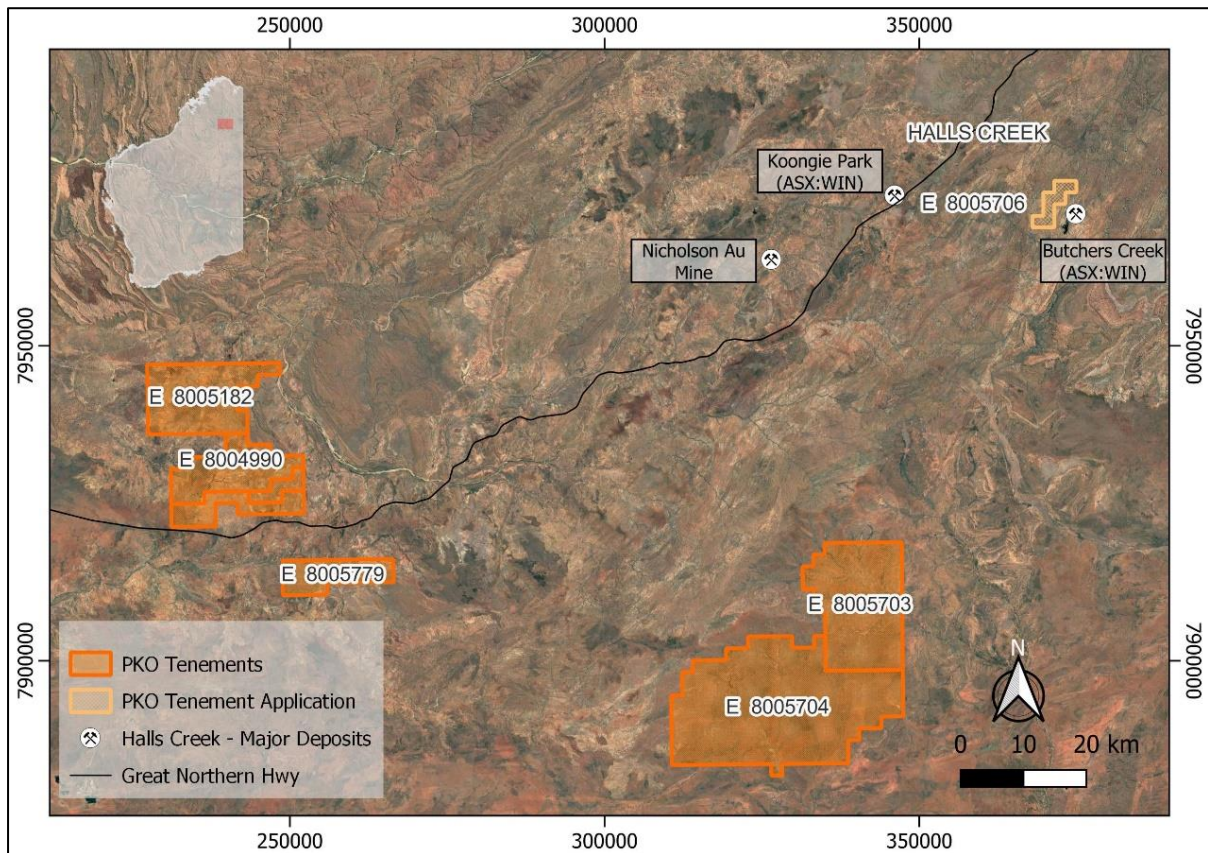 250000
300000
350000
HALLS CREEK
Koongie Park
(ASX:WIN)
E 8005706
Nicholson Au
Mine
Butchers Creek
(ASX:WIN)
7950000
7950000
E 8005182
E 8004990
E 8005779
E 8005703
E 8005704
7900000
7900000
PKO Tenements
PKO Tenement Application
Halls Creek - Major Deposits
Great Northern Hwy
N
0 10 20 km
250000
300000
350000